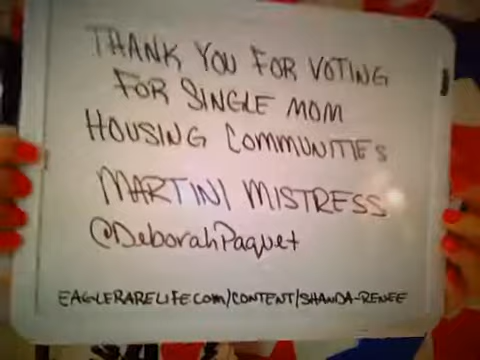 THANK YOU FOR VOTING
FOR SINGLE MOM
HOUSING COMMUNITIES
MARTINI MISTRESS
@DeborahPaquet
EAGLERARELIFE.COM/CONTENT/SHANDA-RENEE